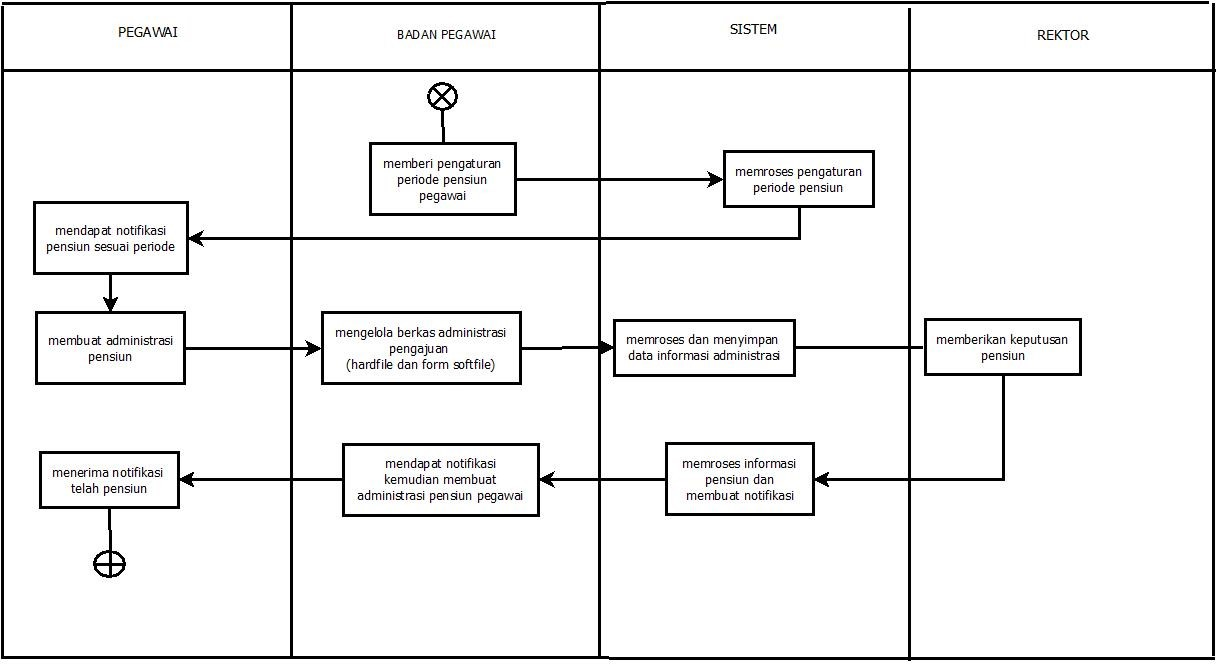 PEGAWAI
BADAN PEGAWAI
SISTEM
REKTOR
memberi pengaturan
periode pensiun
pegawai
memroses pengaturan
periode pensiun
mendapat notifikasi
pensiun sesuai periode
membuat administrasi
pensiun
mengelola berkas administrasi
pengajuan
(hardfile dan form softfile)
memroses dan menyimpan
data informasi administrasi
memberikan keputusan
pensiun
memroses informasi
pensiun dan
membuat notifikasi
mendapat notifikasi
kemudian membuat
administrasi pensiun pegawai
menerima notifikasi
telah pensiun